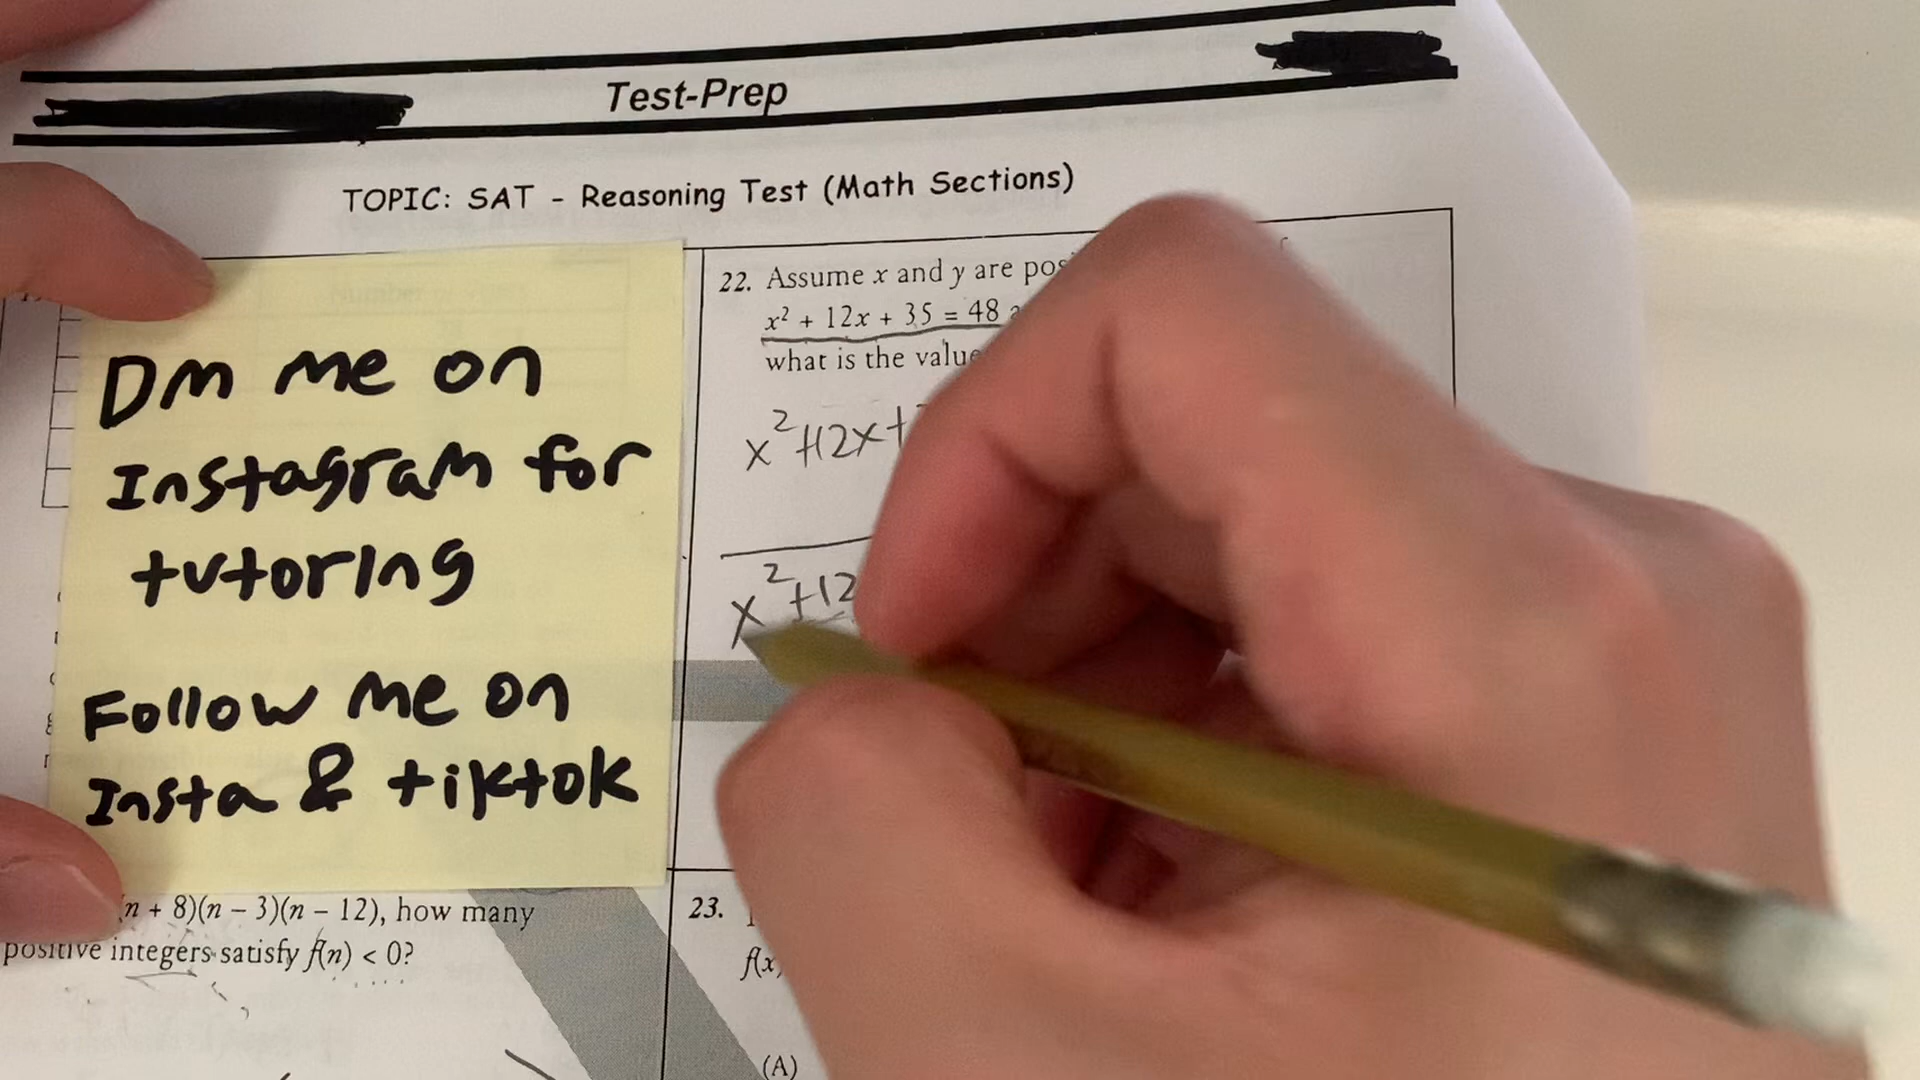 Test-Prep
TOPIC: SAT - Reasoning Test (Math Sections)
Dm me on
Instagram for
tutoring
Follow me on
Insta & tiktok
(n + 8)(n − 3)(n − 12), how many
positive integers satisfy f(n) < 0?
22. Assume x and y are
x² + 12x + 35 = 48
what is the
x²+12x+
x²+12
23.
f(x)
(A)